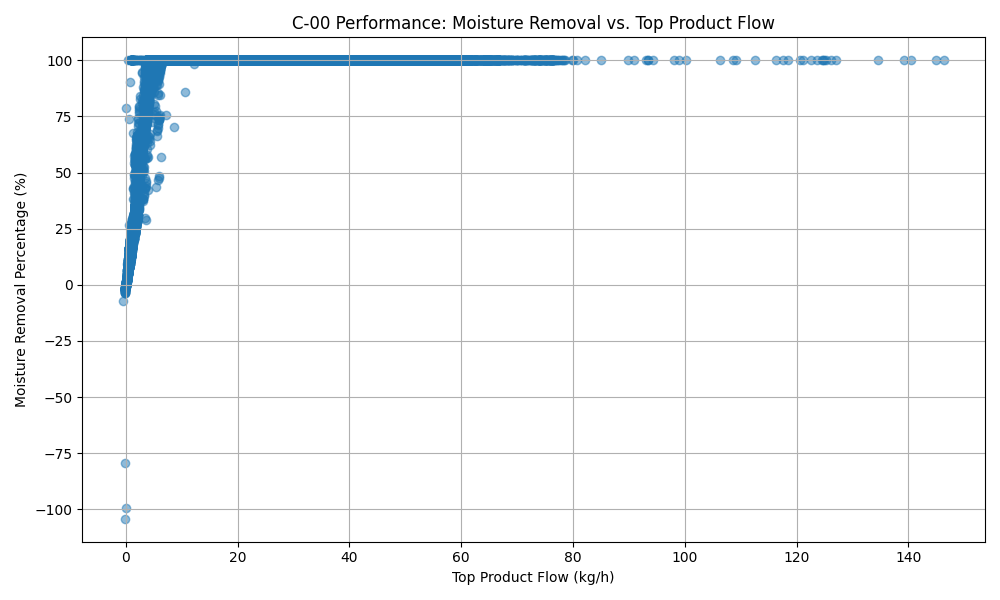 C-00 Performance: Moisture Removal vs. Top Product Flow
Moisture Removal Percentage (%)
100
75
50
25
0
−25
−50
−75
−100
0 20 40 60 80 100 120 140
Top Product Flow (kg/h)